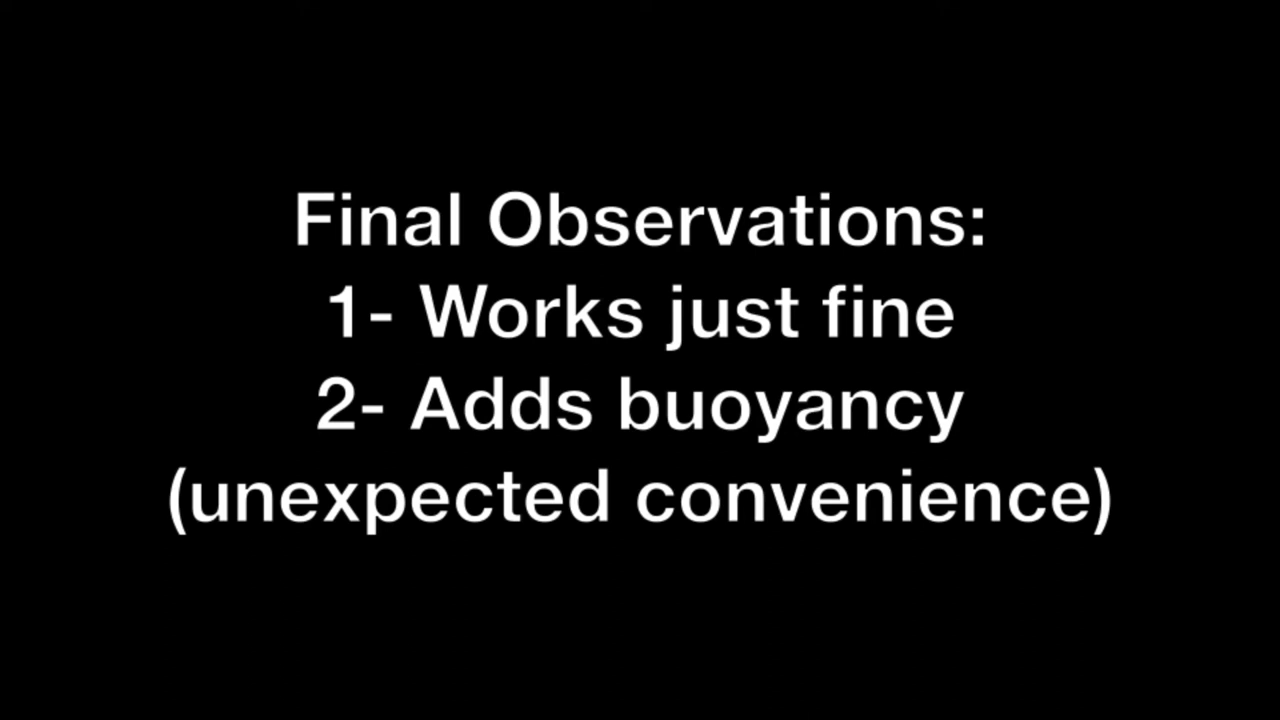 Final Observations:
1- Works just fine
2- Adds buoyancy
(unexpected convenience)